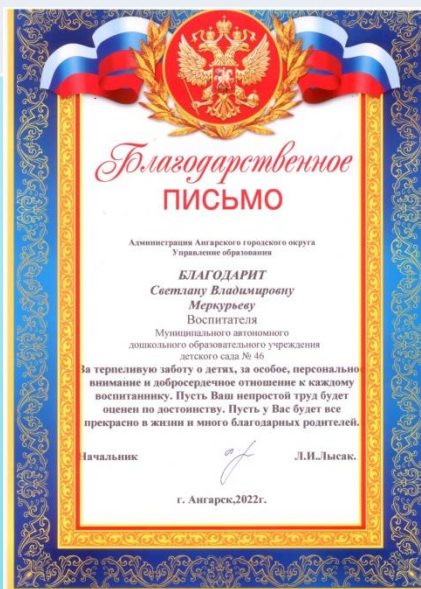 Благодарственное
ПИСЬМО
Администрация Ангарского городского округа
Управление образования
БЛАГОДАРИТ
Светлану Владимировну
Меркурьеву
Воспитателя
Муниципального автономного
дошкольного образовательного учреждения
детского сада № 46
За терпеливую заботу о детях, за особое, персональное
внимание и добросердечное отношение к каждому
воспитаннику. Пусть Ваш непростой труд будет
оценен по достоинству. Пусть у Вас будет все
прекрасно в жизни и много благодарных родителей.
Начальник Л.И.Лысак.
г. Ангарск,2022г.